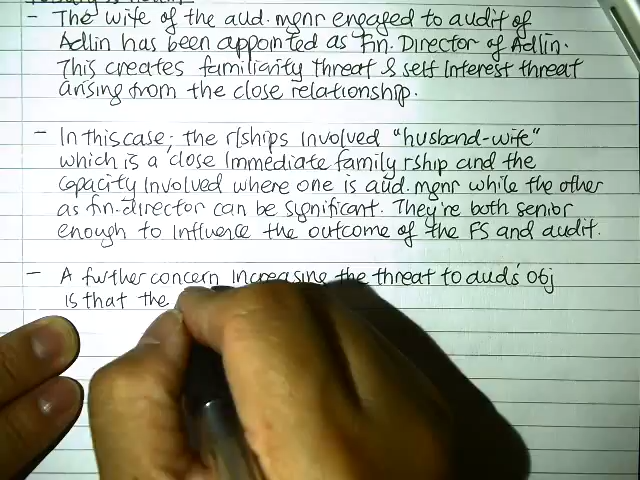 - The wife of the aud. mgnr engaged to audit of
Adlin has been appointed as Fin. Director of Adlin.
This creates familiarity threat & self interest threat
arising from the close relationship.
- In this case, the r/ships involved "husband-wife"
which is a close immediate family rship and the
capacity involved where one is aud. mgnr while the other
as fin. director can be significant. They're both senior
enough to influence the outcome of the FS and audit.
- A further concern increasing the threat to auds' obj
is that the